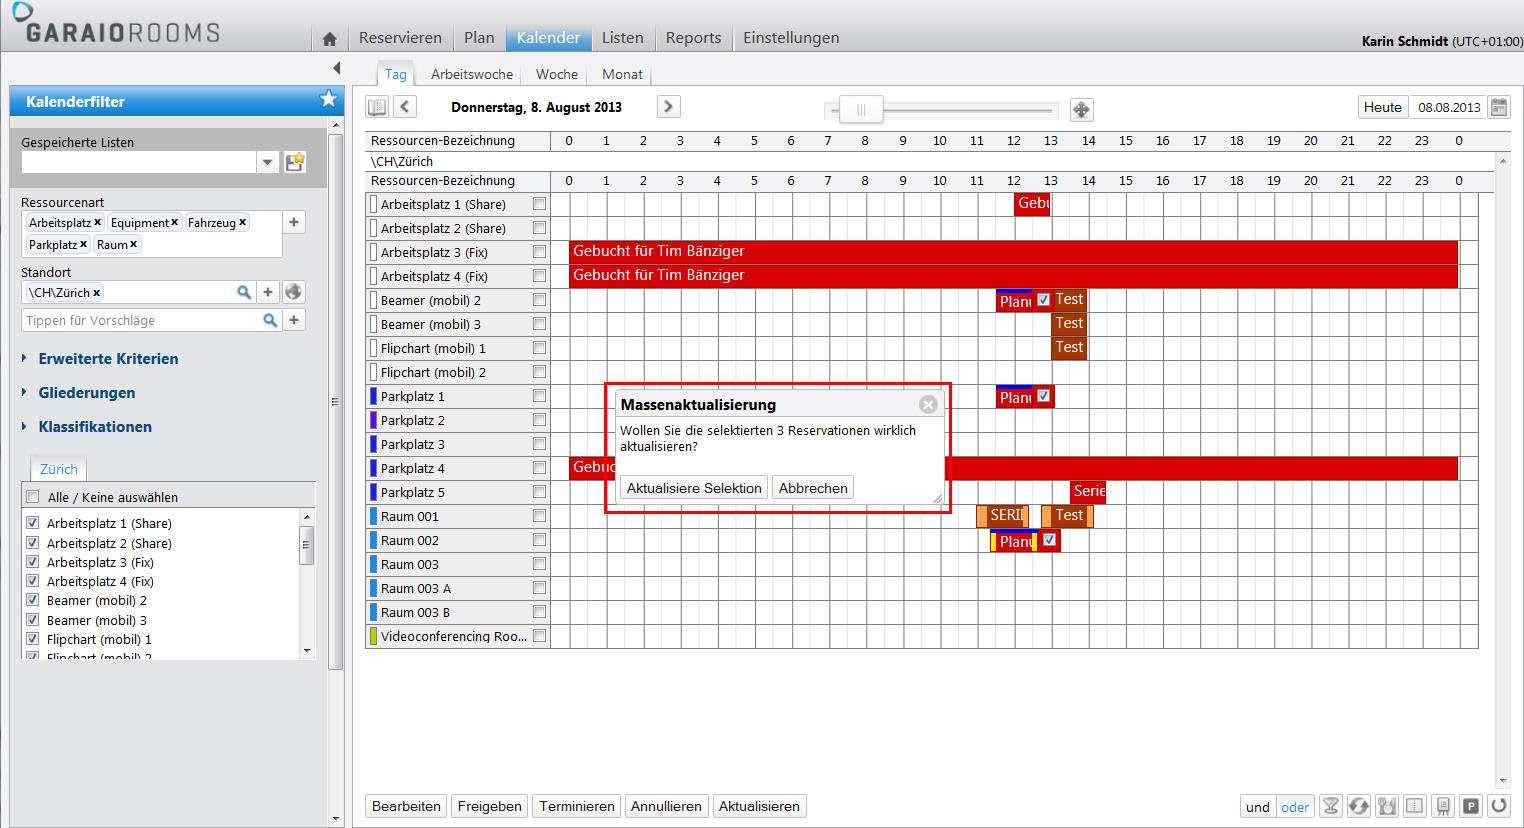 GARAIOROOMS
Reservieren Plan Kalender Listen Reports Einstellungen
Karin Schmidt (UTC+01:00)
Tag Arbeitswoche Woche Monat
Kalenderfilter
Donnerstag, 8. August 2013
Heute 08.08.2013
Gespeicherte Listen
Ressourcenart
Arbeitsplatz x Equipment x Fahrzeug x
Parkplatz x Raum x
Standort
\CH\Zürich x
Tippen für Vorschläge
Erweiterte Kriterien
Gliederungen
Klassifikationen
Zürich
Alle / Keine auswählen
Arbeitsplatz 1 (Share)
Arbeitsplatz 2 (Share)
Arbeitsplatz 3 (Fix)
Arbeitsplatz 4 (Fix)
Beamer (mobil) 2
Beamer (mobil) 3
Flipchart (mobil) 1
Flipchart (mobil) 2
Ressourcen-Bezeichnung 0 1 2 3 4 5 6 7 8 9 10 11 12 13 14 15 16 17 18 19 20 21 22 23 0
\CH\Zürich
Ressourcen-Bezeichnung 0 1 2 3 4 5 6 7 8 9 10 11 12 13 14 15 16 17 18 19 20 21 22 23 0
Arbeitsplatz 1 (Share) Gebu
Arbeitsplatz 2 (Share)
Arbeitsplatz 3 (Fix) Gebucht für Tim Bänziger
Arbeitsplatz 4 (Fix) Gebucht für Tim Bänziger
Beamer (mobil) 2 Planu Test
Beamer (mobil) 3 Test
Flipchart (mobil) 1 Test
Flipchart (mobil) 2
Parkplatz 1 Planu
Parkplatz 2
Parkplatz 3
Parkplatz 4 Gebuc
Parkplatz 5 Serie
Raum 001 SERIE Test
Raum 002 Planu
Raum 003
Raum 003 A
Raum 003 B
Videoconferencing Roo...
Massenaktualisierung
Wollen Sie die selektierten 3 Reservationen wirklich
aktualisieren?
Aktualisiere Selektion Abbrechen
Bearbeiten Freigeben Terminieren Annullieren Aktualisieren
und oder P